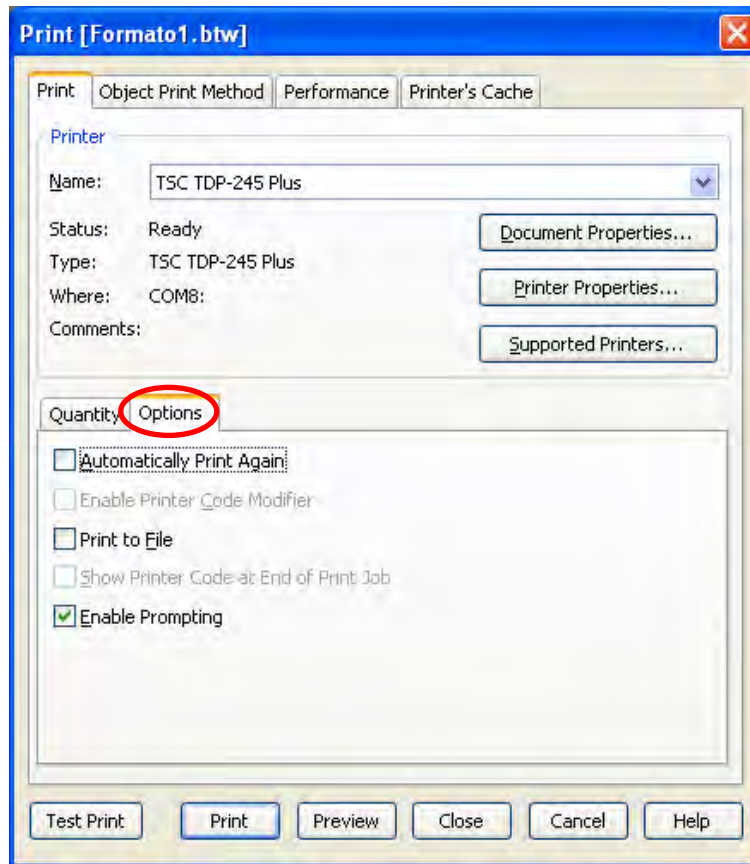 Print [Formato1.btw]
Print Object Print Method Performance Printer's Cache
Printer
Name: TSC TDP-245 Plus
Status: Ready
Document Properties...
Type: TSC TDP-245 Plus
Where: COM8:
Printer Properties...
Comments:
Supported Printers...
Quantity Options
Automatically Print Again
Enable Printer Code Modifier
Print to File
Show Printer Code at End of Print Job
Enable Prompting
Test Print Print Preview Close Cancel Help